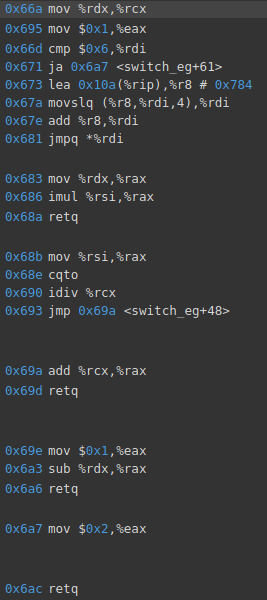 0x66a mov %rdx,%rcx
0x695 mov $0x1,%eax
0x66d cmp $0x6,%rdi
0x671 ja 0x6a7 <switch_eg+61>
0x673 lea 0x10a(%rip),%r8 # 0x784
0x67a movslq (%r8,%rdi,4),%rdi
0x67e add %r8,%rdi
0x681 jmpq *%rdi
0x683 mov %rdx,%rax
0x686 imul %rsi,%rax
0x68a retq
0x68b mov %rsi,%rax
0x68e cqto
0x690 idiv %rcx
0x693 jmp 0x69a <switch_eg+48>
0x69a add %rcx,%rax
0x69d retq
0x69e mov $0x1,%eax
0x6a3 sub %rdx,%rax
0x6a6 retq
0x6a7 mov $0x2,%eax
0x6ac retq